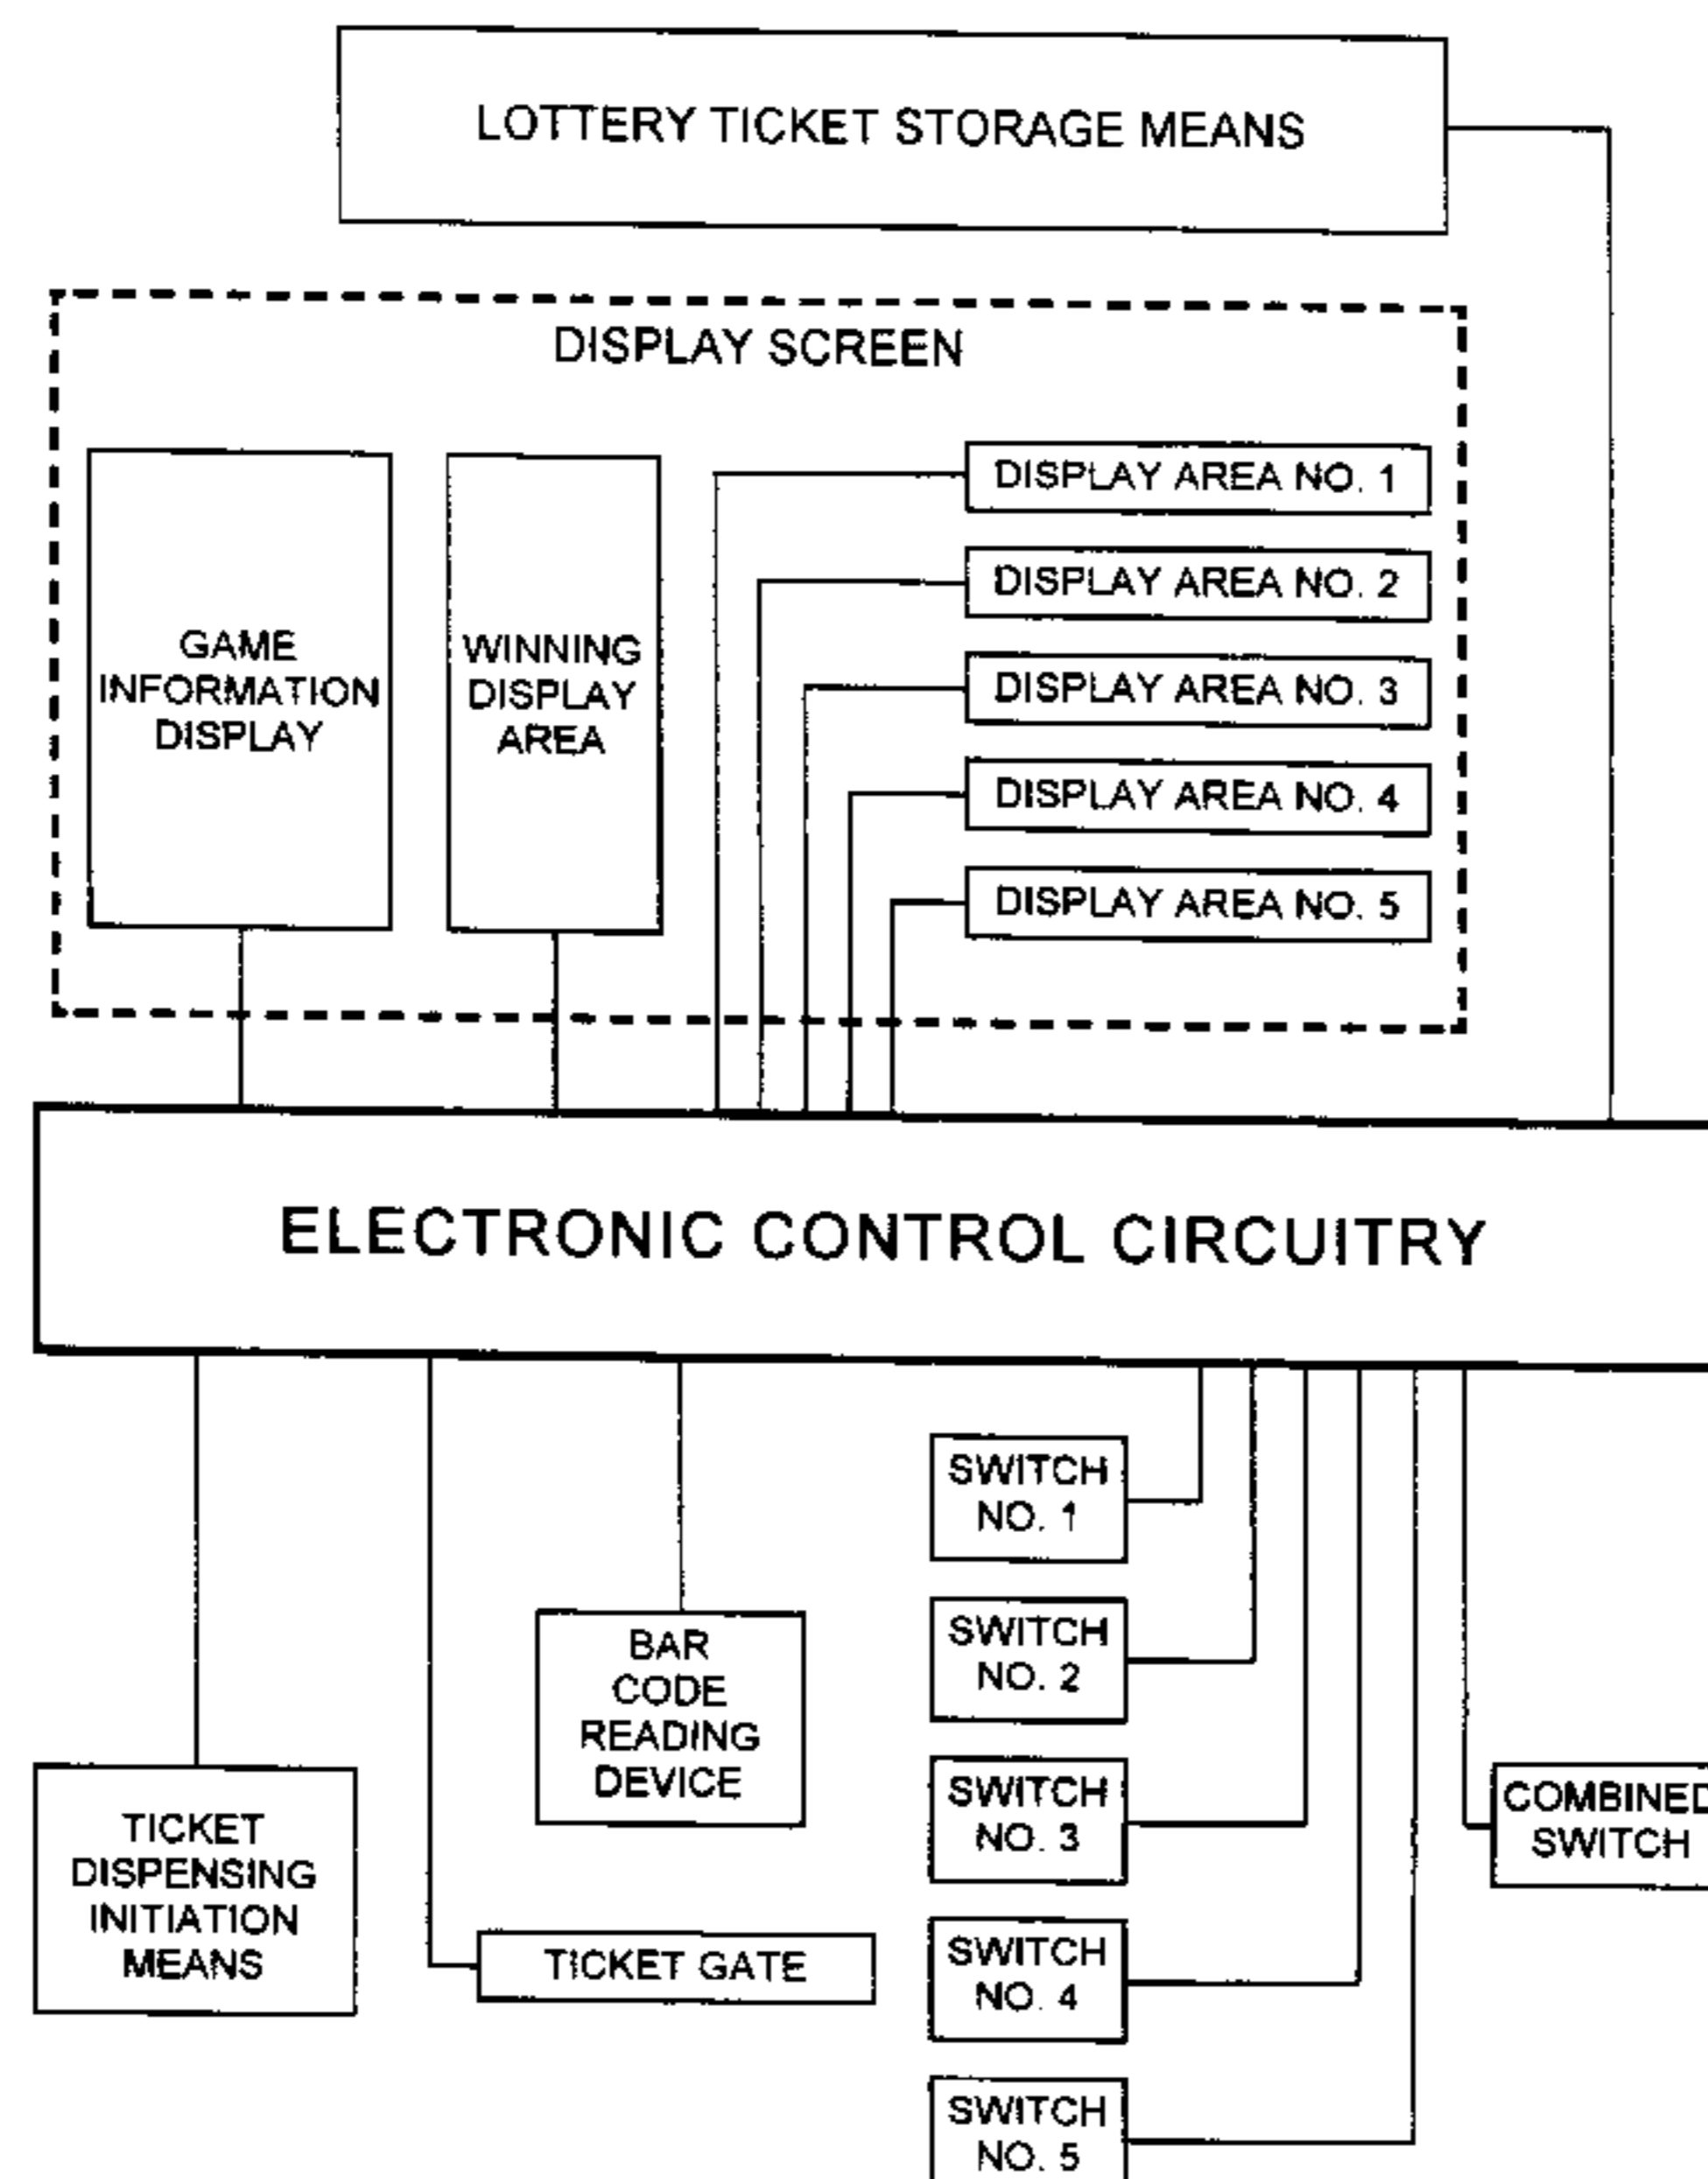 LOTTERY TICKET STORAGE MEANS
DISPLAY SCREEN
GAME
INFORMATION
DISPLAY
WINNING
DISPLAY
AREA
DISPLAY AREA NO. 1
DISPLAY AREA NO. 2
DISPLAY AREA NO. 3
DISPLAY AREA NO. 4
DISPLAY AREA NO. 5
ELECTRONIC CONTROL CIRCUITRY
TICKET
DISPENSING
INITIATION
MEANS
TICKET GATE
BAR
CODE
READING
DEVICE
SWITCH
NO. 1
SWITCH
NO. 2
SWITCH
NO. 3
SWITCH
NO. 4
SWITCH
NO. 5
COMBINED
SWITCH